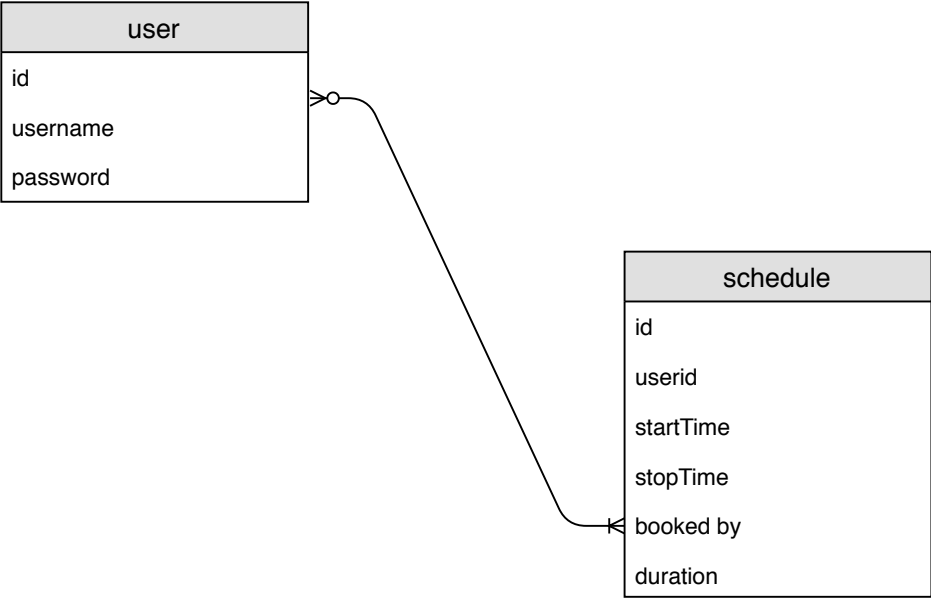 user
id
username
password
schedule
id
userid
startTime
stopTime
booked by
duration